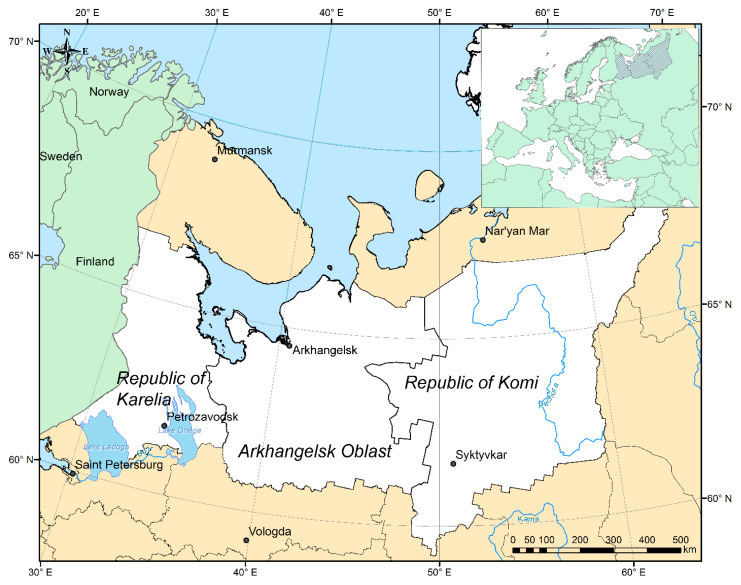 20° E
30° E
40° E
50° E
60° E
70° E
70° N
N
W E
S
Norway
70° N
Sweden
Murmansk
Nar'yan Mar
65° N
Finland
65° N
Arkhangelsk
Republic of
Karelia
Republic of Komi
Pechora
Petrozavodsk
Lake Onega
Lake Ladoga
Arkhangelsk Oblast
60° N
Saint Petersburg
Syktyvkar
60° N
Kama
Vologda
0 50 100 200 300 400 500
km
30° E
40° E
50° E
60° E